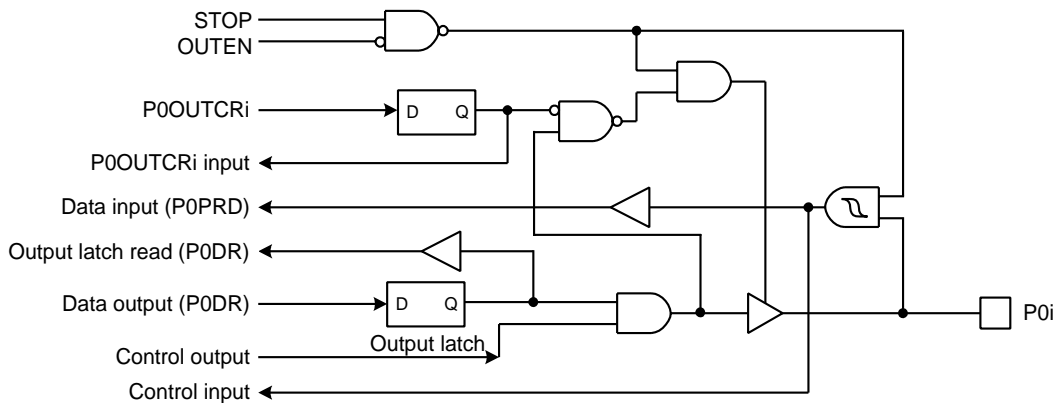 STOP
OUTEN
P0OUTCRi
D Q
P0OUTCRi input
Data input (P0PRD)
Output latch read (P0DR)
Data output (P0DR)
D Q
P0i
Output latch
Control output
Control input